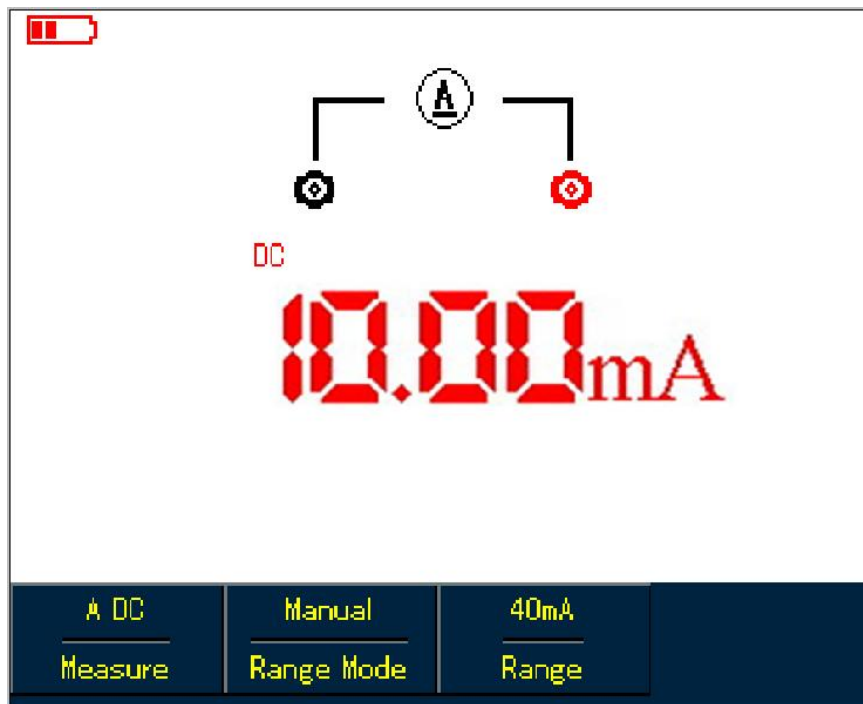 A
DC
10.00mA
A DC Manual 40mA
Measure Range Mode Range